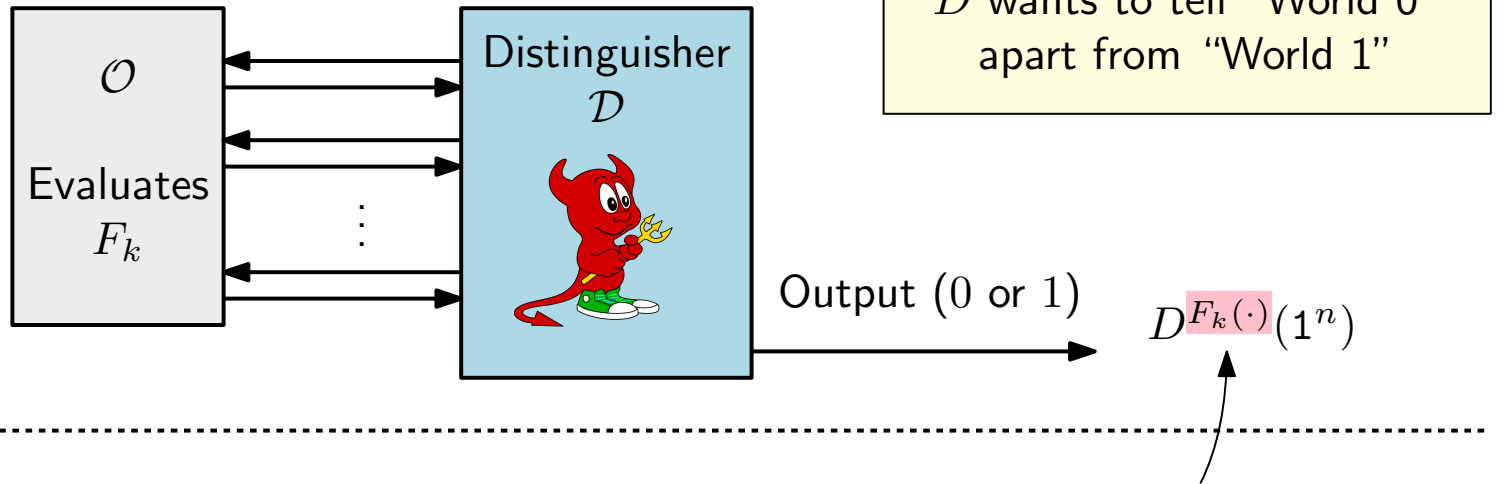 D wants to tell “World 0”
apart from “World 1”
𝒪
Evaluates
F_k
Distinguisher
𝒟
⋮
Output (0 or 1)
D^{F_k(·)}(1^n)